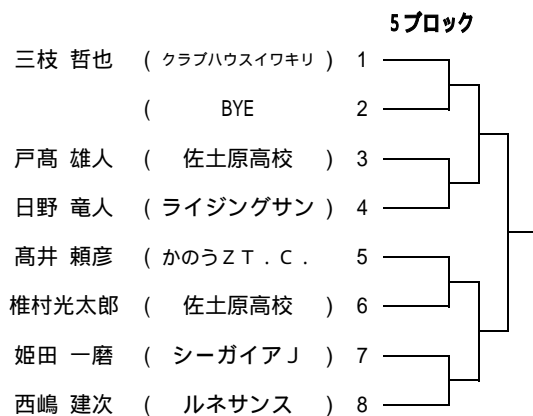 5ブロック
三枝 哲也 ( クラブハウスイワキリ ) 1
( BYE 2
戸髙 雄人 ( 佐土原高校 ) 3
日野 竜人 ( ライジングサン ) 4
髙井 頼彦 ( かのうZT.C. 5
椎村光太郎 ( 佐土原高校 ) 6
姫田 一磨 ( シーガイアJ ) 7
西嶋 建次 ( ルネサンス ) 8